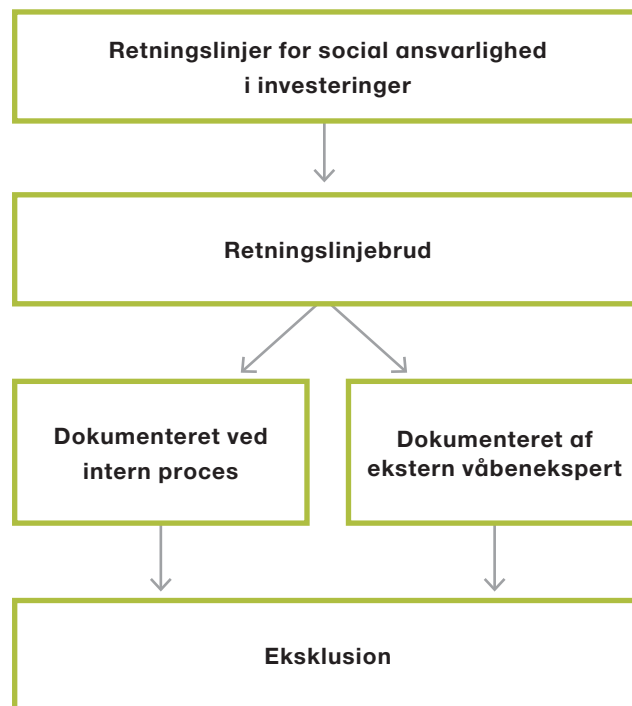 Retningslinjer for social ansvarlighed
i investeringer
Retningslinjebrud
Dokumenteret ved
intern proces
Dokumenteret af
ekstern våbenekspert
Eksklusion